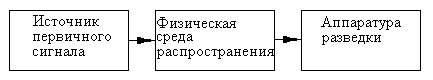 Источник
первичного
сигнала
Физическая
среда
распространения
Аппаратура
разведки